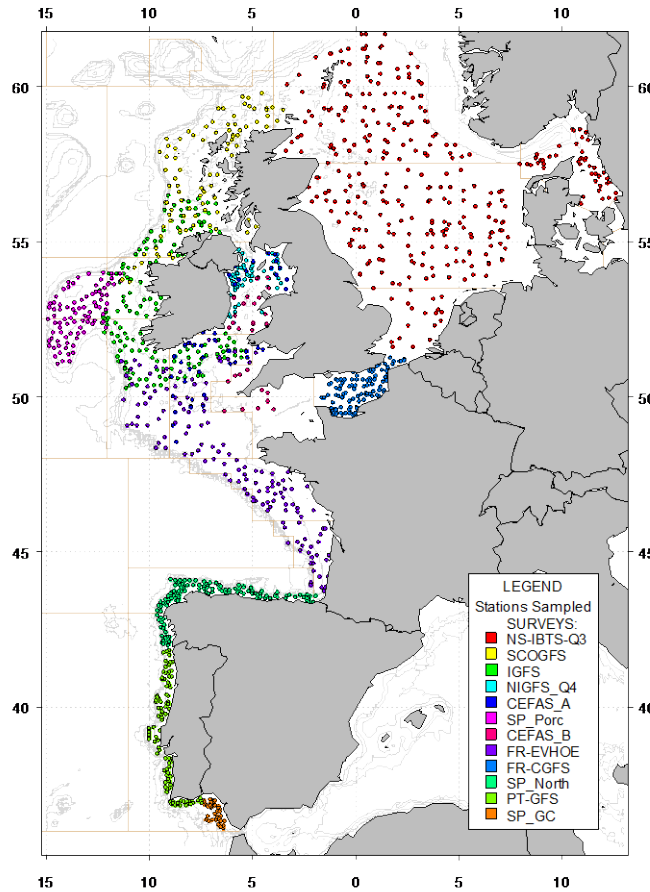 15 10 5 0 5 10
60
60
55
55
50
50
45
45
40
40
LEGEND
Stations Sampled
SURVEYS:
NS-IBTS-Q3
SCOGFS
IGFS
NIGFS_Q4
CEFAS_A
SP_Porc
CEFAS_B
FR-EVHOE
FR-CGFS
SP_North
PT-GFS
SP_GC
15 10 5 0 5 10